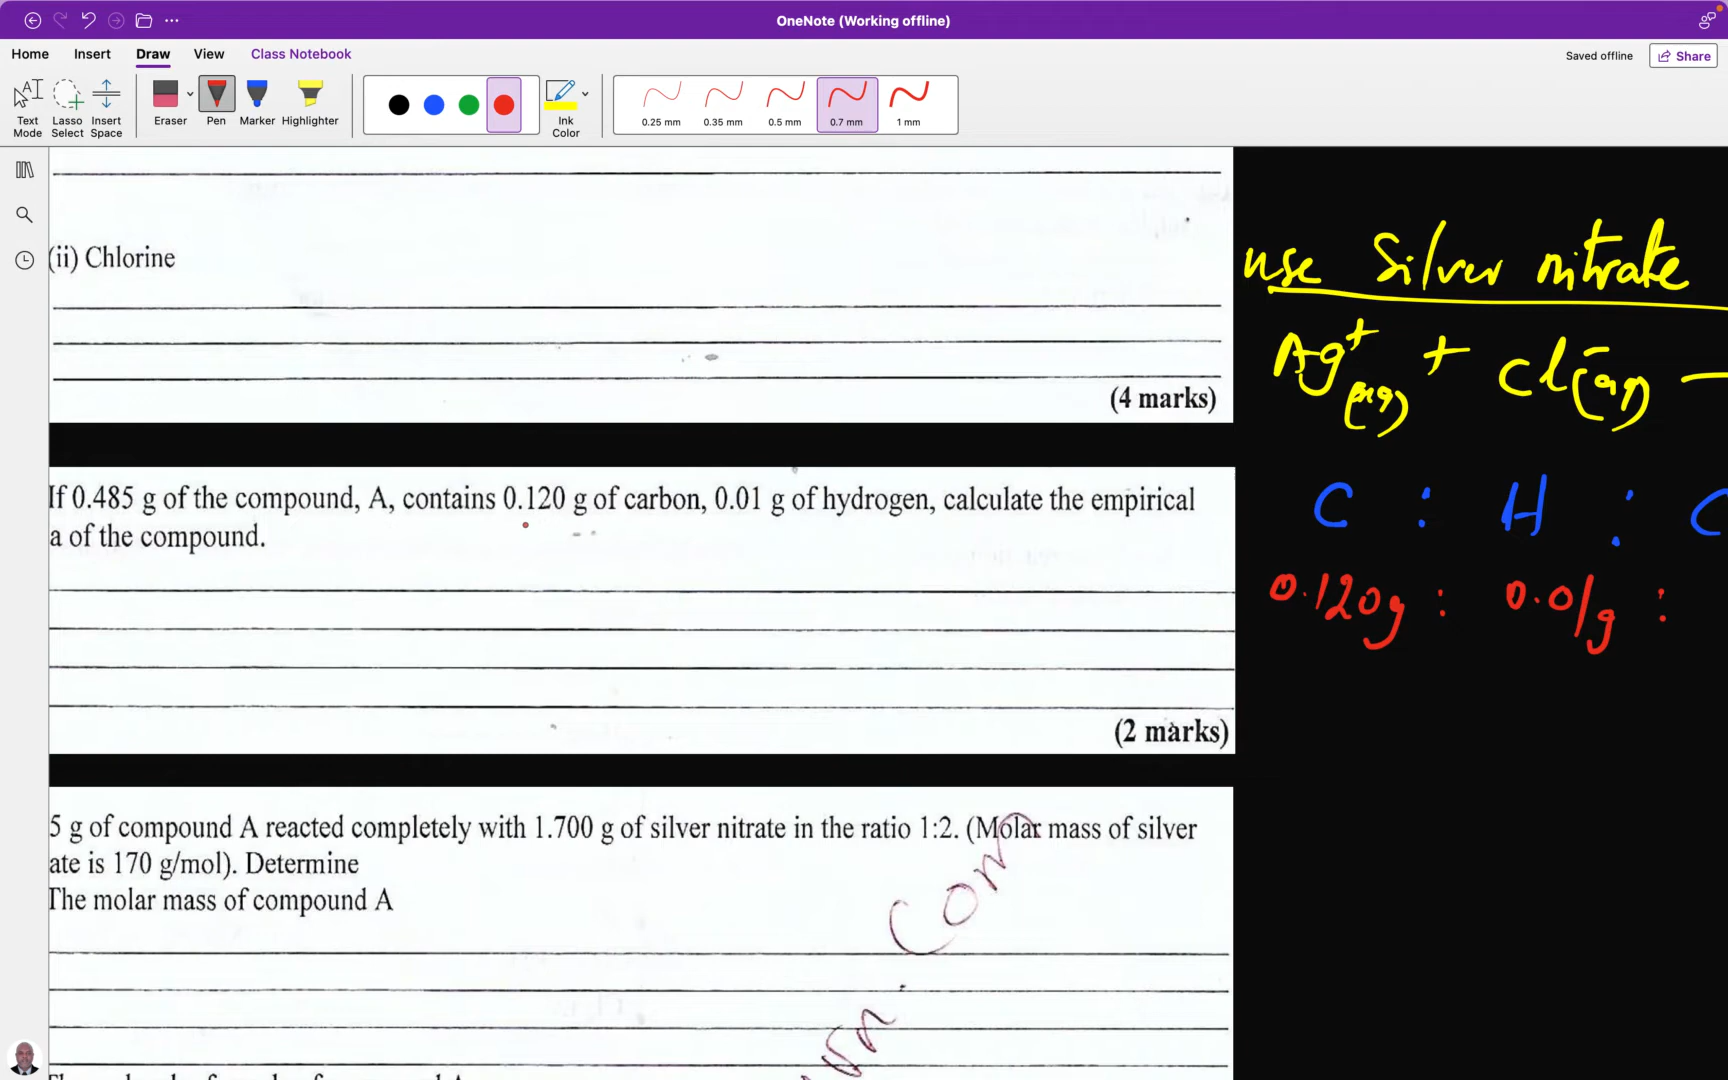 OneNote (Working offline)
Home Insert Draw View Class Notebook
Saved offline Share
Text Mode
Lasso Select
Insert Space
Eraser
Pen
Marker
Highlighter
Ink Color
0.25 mm
0.35 mm
0.5 mm
0.7 mm
1 mm
(ii) Chlorine
(4 marks)
If 0.485 g of the compound, A, contains 0.120 g of carbon, 0.01 g of hydrogen, calculate the empirical
a of the compound.
(2 marks)
5 g of compound A reacted completely with 1.700 g of silver nitrate in the ratio 1:2. (Molar mass of silver
ate is 170 g/mol). Determine
The molar mass of compound A
. Com
use Silver nitrate
Ag+(aq) + Cl-(aq)
C : H : C
0.120g : 0.01g :